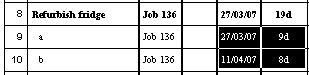 8 Refurbish fridge Job 136 27/03/07 19d
9 a Job 136 27/03/07 9d
10 b Job 136 11/04/07 8d